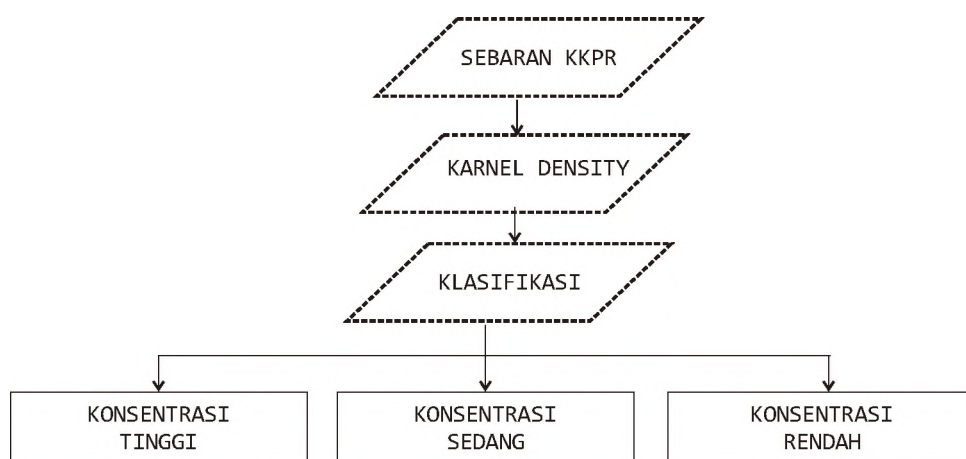 SEBARAN KKPR
KARNEL DENSITY
KLASIFIKASI
KONSENTRASI
TINGGI
KONSENTRASI
SEDANG
KONSENTRASI
RENDAH